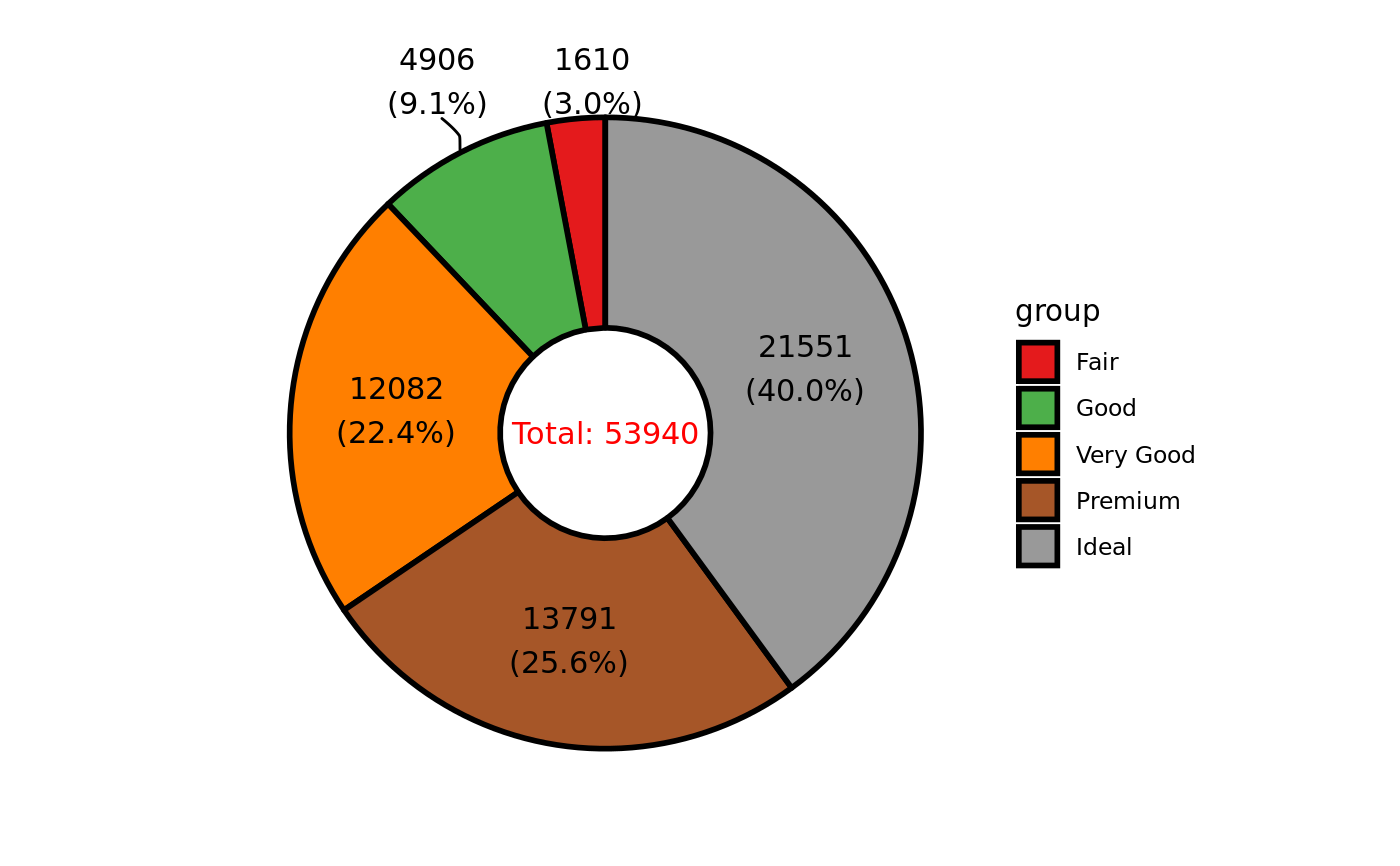 4906
(9.1%)
1610
(3.0%)
21551
(40.0%)
12082
(22.4%)
Total: 53940
13791
(25.6%)
group
Fair
Good
Very Good
Premium
Ideal